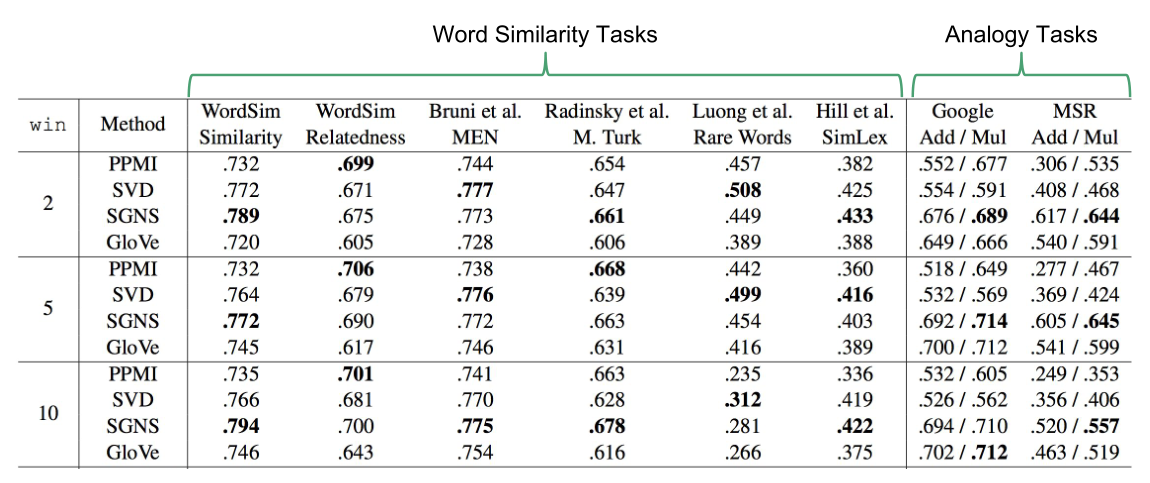 Word Similarity Tasks Analogy Tasks
win Method WordSim Similarity WordSim Relatedness Bruni et al. MEN Radinsky et al. M. Turk Luong et al. Rare Words Hill et al. SimLex Google Add / Mul MSR Add / Mul
2
PPMI .732 .699 .744 .654 .457 .382 .552 / .677 .306 / .535
SVD .772 .671 .777 .647 .508 .425 .554 / .591 .408 / .468
SGNS .789 .675 .773 .661 .449 .433 .676 / .689 .617 / .644
GloVe .720 .605 .728 .606 .389 .388 .649 / .666 .540 / .591
5
PPMI .732 .706 .738 .668 .442 .360 .518 / .649 .277 / .467
SVD .764 .679 .776 .639 .499 .416 .532 / .569 .369 / .424
SGNS .772 .690 .772 .663 .454 .403 .692 / .714 .605 / .645
GloVe .745 .617 .746 .631 .416 .389 .700 / .712 .541 / .599
10
PPMI .735 .701 .741 .663 .235 .336 .532 / .605 .249 / .353
SVD .766 .681 .770 .628 .312 .419 .526 / .562 .356 / .406
SGNS .794 .700 .775 .678 .281 .422 .694 / .710 .520 / .557
GloVe .746 .643 .754 .616 .266 .375 .702 / .712 .463 / .519